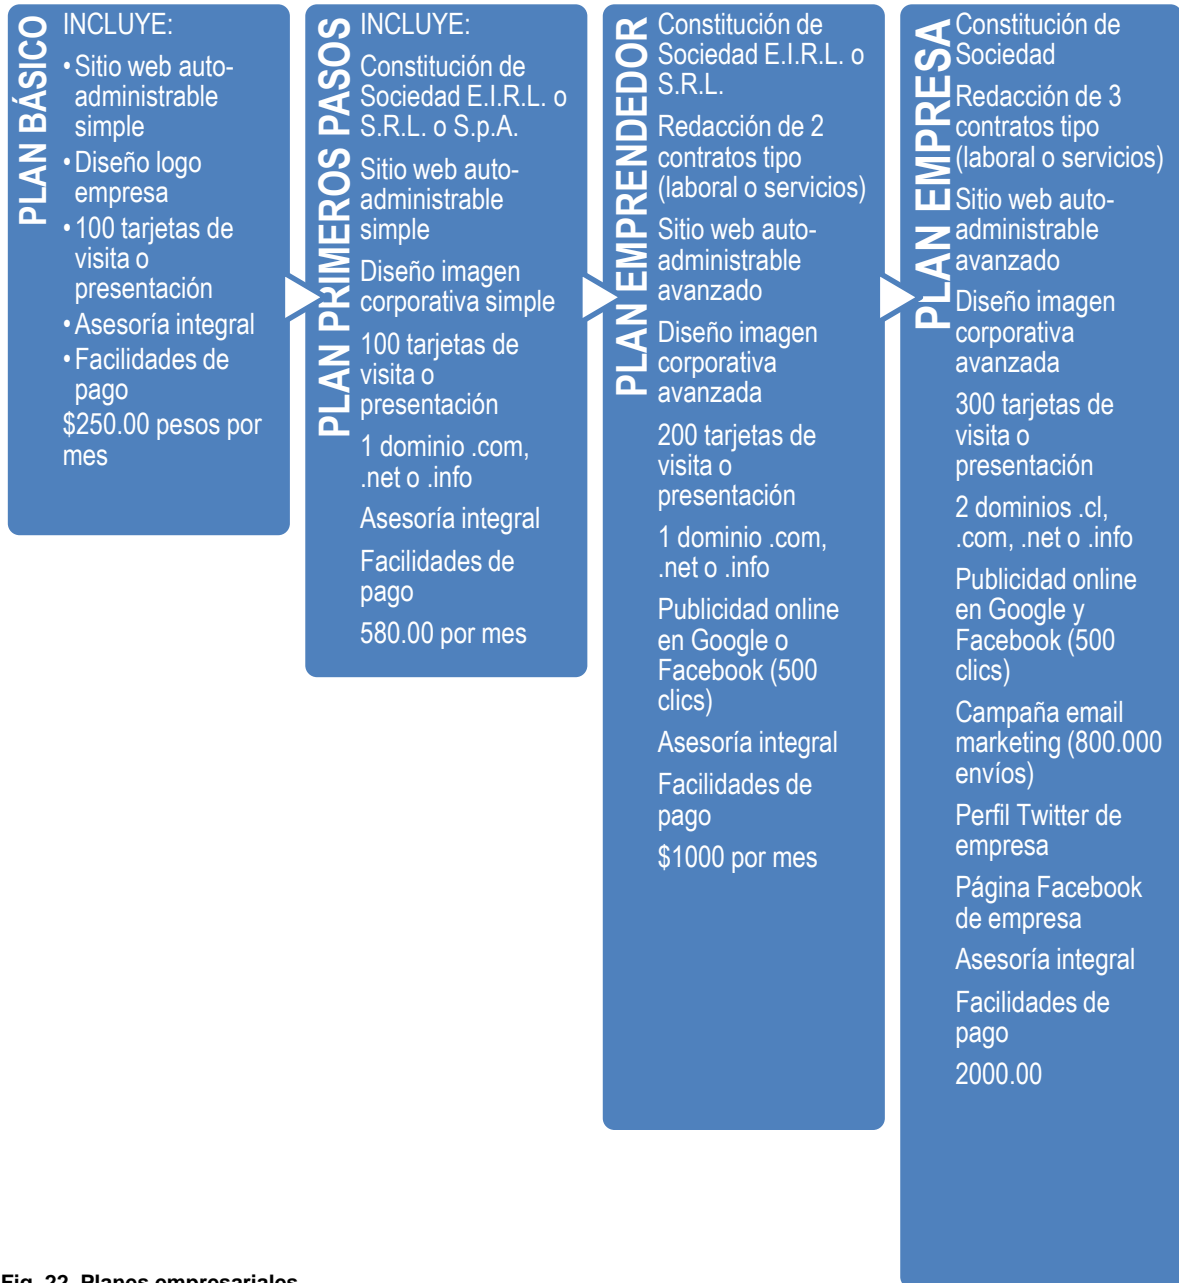 PLAN BÁSICO
INCLUYE:
• Sitio web auto-
administrable
simple
• Diseño logo
empresa
• 100 tarjetas de
visita o
presentación
• Asesoría integral
• Facilidades de
pago
$250.00 pesos por
mes
PLAN PRIMEROS PASOS
INCLUYE:
Constitución de
Sociedad E.I.R.L. o
S.R.L. o S.p.A.
Sitio web auto-
administrable
simple
Diseño imagen
corporativa simple
100 tarjetas de
visita o
presentación
1 dominio .com,
.net o .info
Asesoría integral
Facilidades de
pago
580.00 por mes
PLAN EMPRENDEDOR
Constitución de
Sociedad E.I.R.L. o
S.R.L.
Redacción de 2
contratos tipo
(laboral o servicios)
Sitio web auto-
administrable
avanzado
Diseño imagen
corporativa
avanzada
200 tarjetas de
visita o
presentación
1 dominio .com,
.net o .info
Publicidad online
en Google o
Facebook (500
clics)
Asesoría integral
Facilidades de
pago
$1000 por mes
PLAN EMPRESA
Constitución de
Sociedad
Redacción de 3
contratos tipo
(laboral o servicios)
Sitio web auto-
administrable
avanzado
Diseño imagen
corporativa
avanzada
300 tarjetas de
visita o
presentación
2 dominios .cl,
.com, .net o .info
Publicidad online
en Google y
Facebook (500
clics)
Campaña email
marketing (800.000
envíos)
Perfil Twitter de
empresa
Página Facebook
de empresa
Asesoría integral
Facilidades de
pago
2000.00
Fig. 22. Planes empresariales